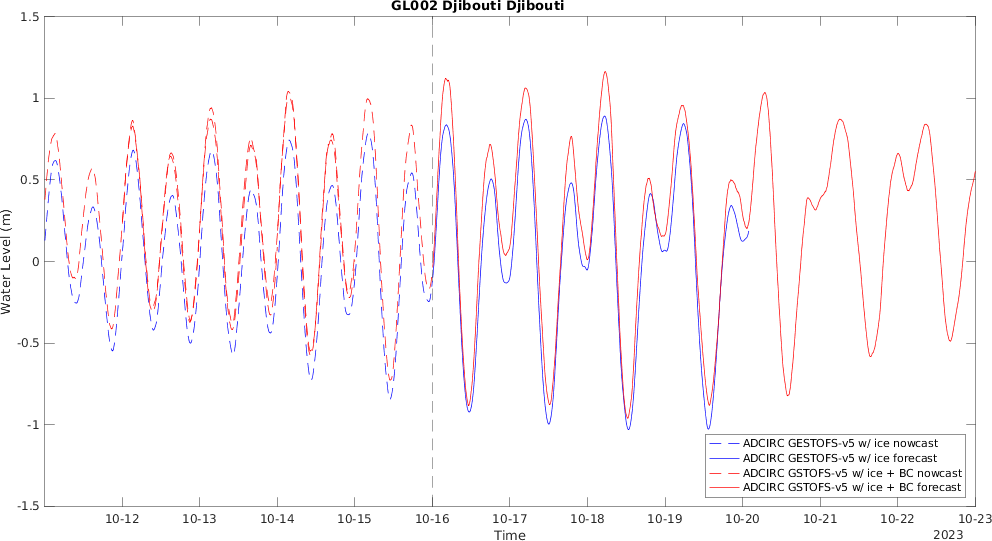 GL002 Djibouti Djibouti
1.5
1
0.5
0
-0.5
-1
-1.5
Water Level (m)
10-12 10-13 10-14 10-15 10-16 10-17 10-18 10-19 10-20 10-21 10-22 10-23
Time
2023
ADCIRC GESTOFS-v5 w/ ice nowcast
ADCIRC GESTOFS-v5 w/ ice forecast
ADCIRC GSTOFS-v5 w/ ice + BC nowcast
ADCIRC GSTOFS-v5 w/ ice + BC forecast